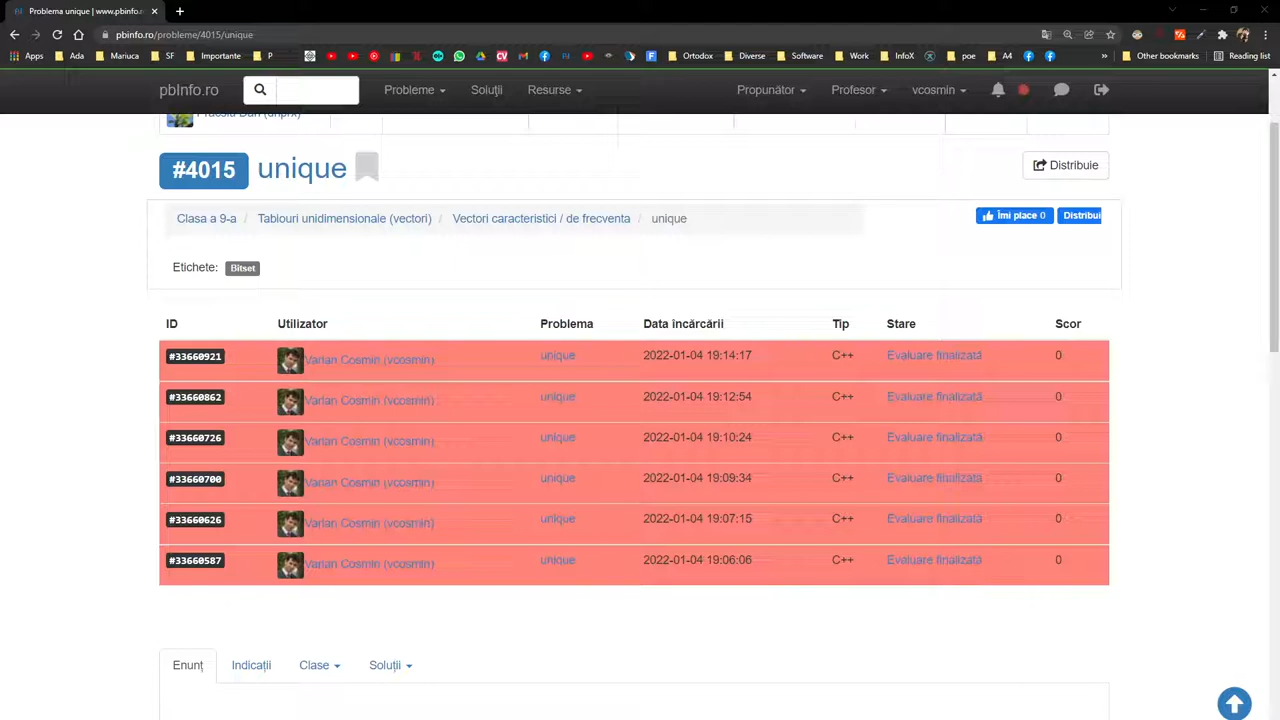 Problema unique | www.pbinfo.r
pbinfo.ro/probleme/4015/unique
Apps Ada Mariuca SF Importante P Ortodox Diverse Software Work InfoX poe A4 Other bookmarks Reading list
pbInfo.ro Probleme Soluții Resurse Propunător Profesor vcosmin
#4015 unique Distribuie
Clasa a 9-a / Tablouri unidimensionale (vectori) / Vectori caracteristici / de frecventa / unique Îmi place 0 Distribui
Etichete: Bitset
ID Utilizator Problema Data încărcării Tip Stare Scor
#33660921 Varlan Cosmin (vcosmin) unique 2022-01-04 19:14:17 C++ Evaluare finalizată 0
#33660862 Varlan Cosmin (vcosmin) unique 2022-01-04 19:12:54 C++ Evaluare finalizată 0
#33660726 Varlan Cosmin (vcosmin) unique 2022-01-04 19:10:24 C++ Evaluare finalizată 0
#33660700 Varlan Cosmin (vcosmin) unique 2022-01-04 19:09:34 C++ Evaluare finalizată 0
#33660626 Varlan Cosmin (vcosmin) unique 2022-01-04 19:07:15 C++ Evaluare finalizată 0
#33660587 Varlan Cosmin (vcosmin) unique 2022-01-04 19:06:06 C++ Evaluare finalizată 0
Enunț Indicații Clase Soluții